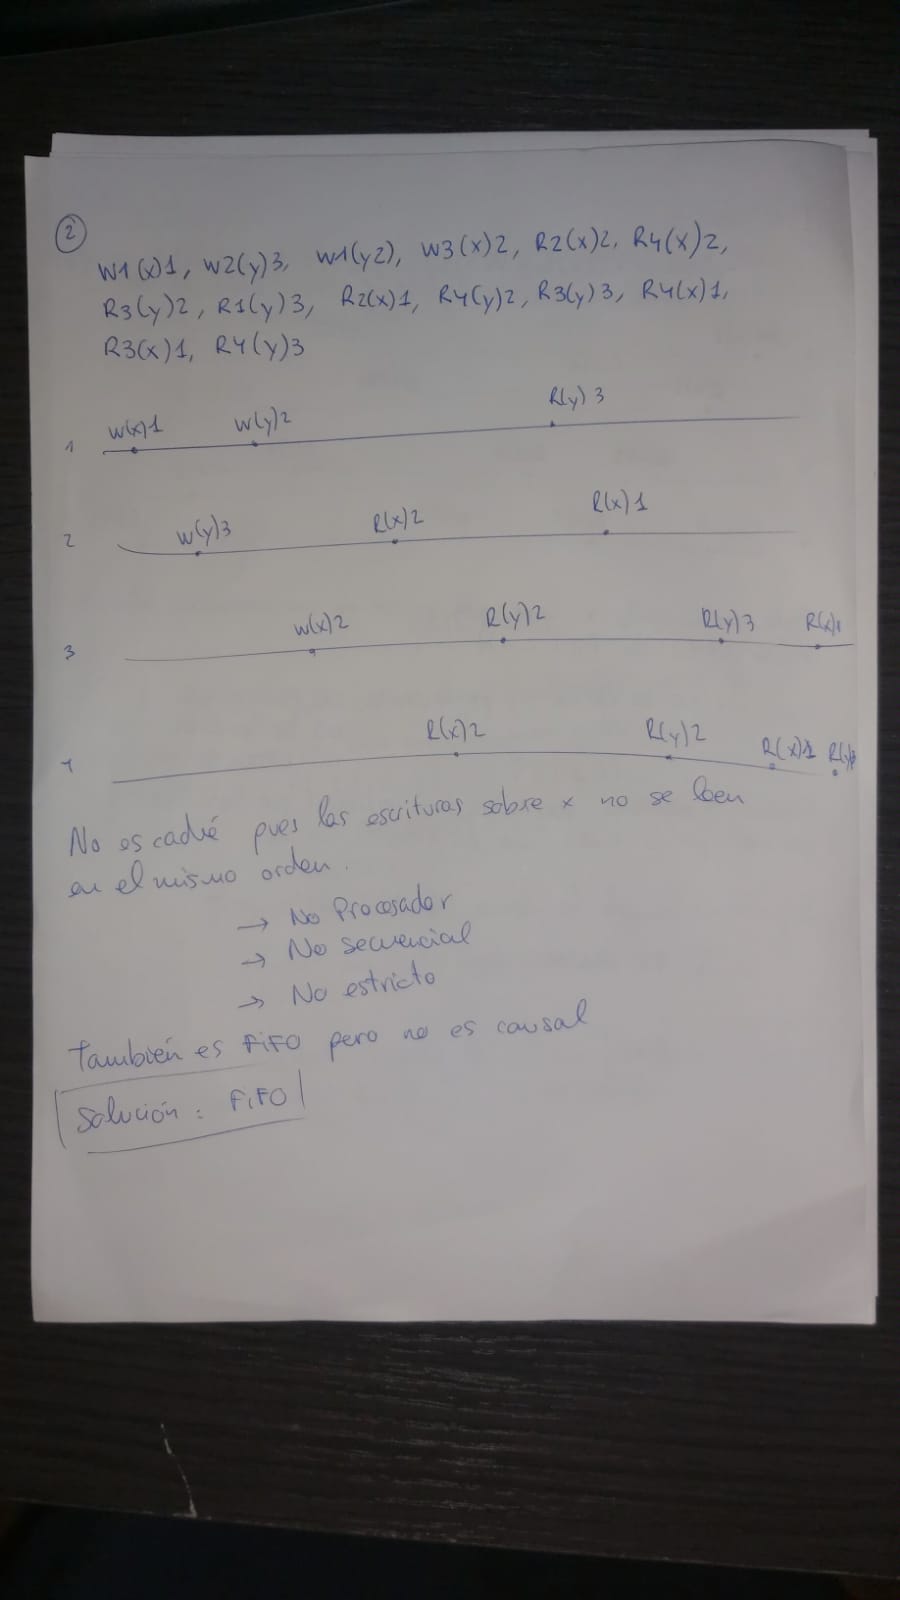 2
W1(x)1, W2(y)3, W1(y2), W3(x)2, R2(x)2, R4(x)2,
R3(y)2, R1(y)3, R2(x)1, R4(y)2, R3(y)3, R4(x)1,
R3(x)1, R4(y)3
W(x)1 W(y)2 R(y)3
1
W(y)3 R(x)2 R(x)1
2
W(x)2 R(y)2 R(y)3 R(x)1
3
R(x)2 R(y)2 R(x)1
4
No es caché pues las escrituras sobre x no se leen
en el mismo orden.
→ No Procesador
→ No secuencial
→ No estricto
También es FIFO pero no es causal
Solución: FIFO